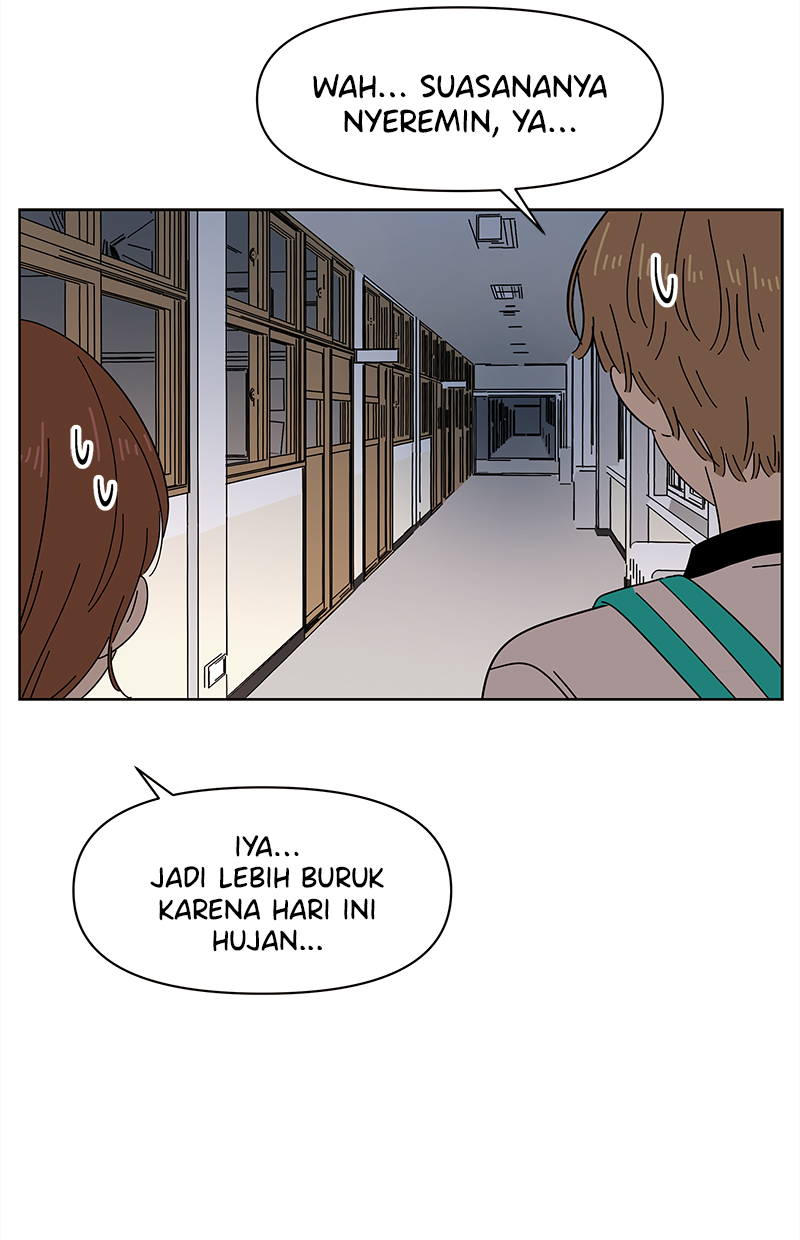 WAH... SUASANANYA
NYEREMIN, YA...
IYA...
JADI LEBIH BURUK
KARENA HARI INI
HUJAN...